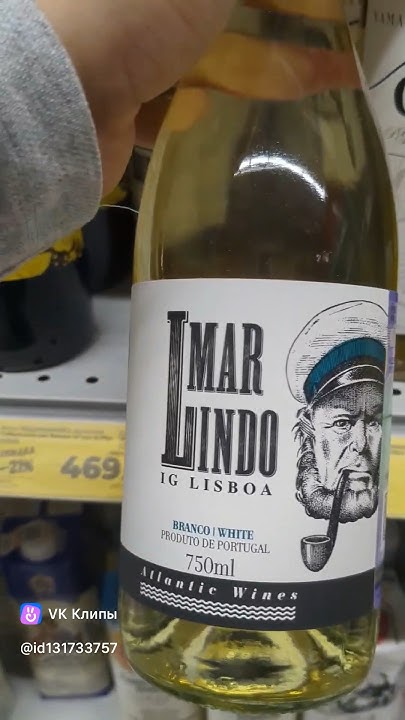 MAR
LINDO
IG LISBOA
BRANCO | WHITE
PRODUTO DE PORTUGAL
750ml
Atlantic Wines
469
VK Клипы
@id131733757